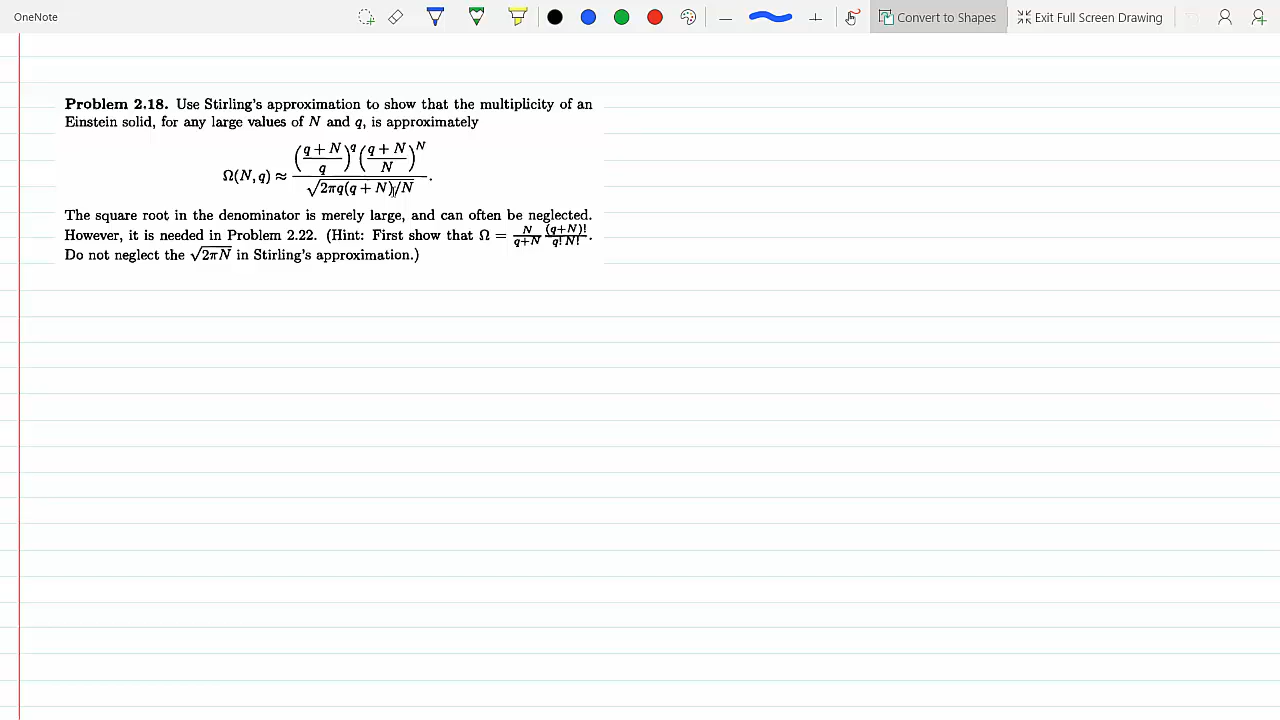 OneNote
Convert to Shapes
Exit Full Screen Drawing
Problem 2.18. Use Stirling's approximation to show that the multiplicity of an
Einstein solid, for any large values of N and q, is approximately
Ω(N, q) ≈ ((q + N)/q)^q ((q + N)/N)^N / √(2πq(q + N)/N).
The square root in the denominator is merely large, and can often be neglected.
However, it is needed in Problem 2.22. (Hint: First show that Ω = N/(q+N) (q+N)!/(q! N!).
Do not neglect the √(2πN) in Stirling's approximation.)